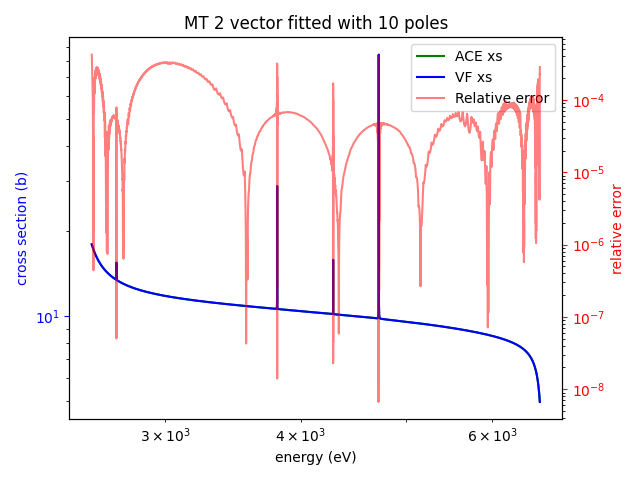 MT 2 vector fitted with 10 poles
ACE xs
VF xs
Relative error
cross section (b)
10¹
10⁻⁴
10⁻⁵
10⁻⁶
10⁻⁷
10⁻⁸
relative error
3 × 10³
4 × 10³
6 × 10³
energy (eV)